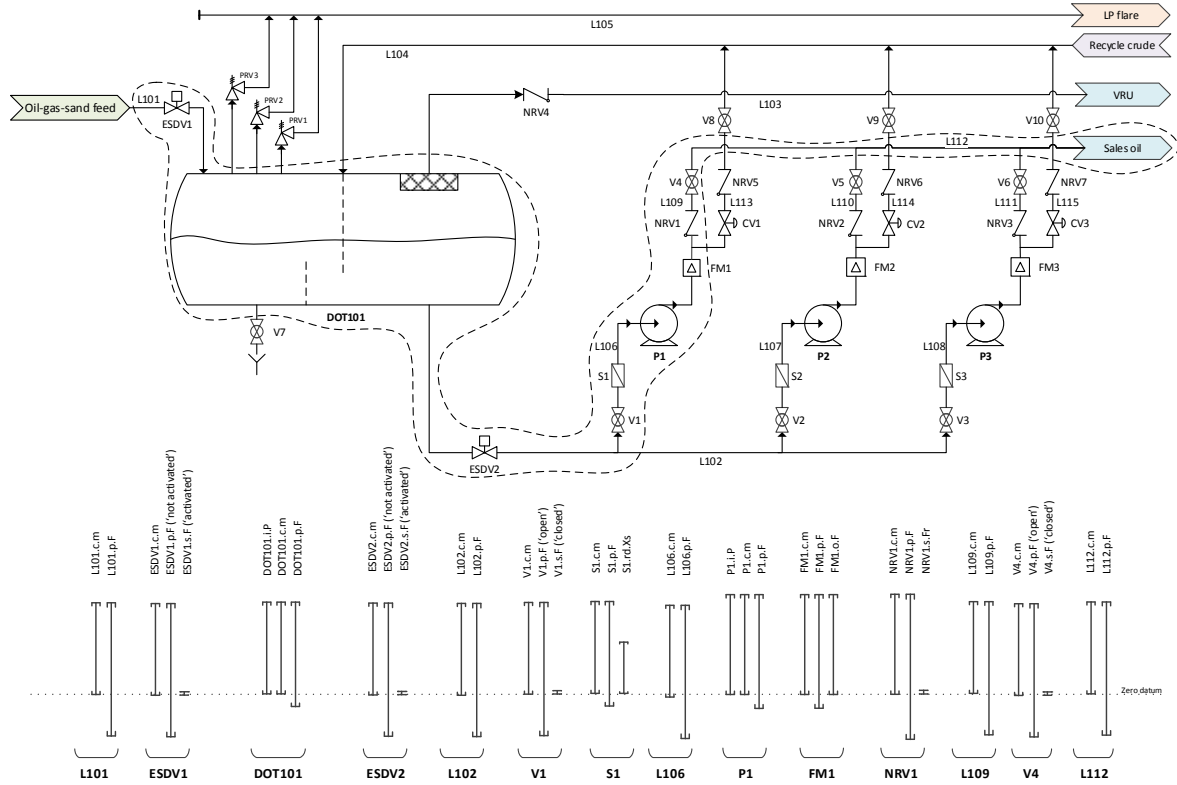 LP flare
L105
Recycle crude
L104
PRV3
Oil-gas-sand feed
L101
VRU
PRV2
L103
NRV4
ESDV1
PRV1
V8
V9
V10
L112
Sales oil
V4
NRV5
V5
NRV6
V6
NRV7
L109
L113
L110
L114
L111
L115
NRV1
CV1
NRV2
CV2
NRV3
CV3
FM1
FM2
FM3
DOT101
V7
L106
P1
L107
P2
L108
P3
S1
S2
S3
V1
V2
V3
ESDV2
L102
L101.c.m
L101.p.F
ESDV1.c.m
ESDV1.p.F ('not activated')
ESDV1.s.F ('activated')
DOT101.i.P
DOT101.c.m
DOT101.p.F
ESDV2.c.m
ESDV2.p.F ('not activated')
ESDV2.s.F ('activated')
L102.c.m
L102.p.F
V1.c.m
V1.p.F ('open')
V1.s.F ('closed')
S1.c.m
S1.p.F
S1.rd.Xs
L106.c.m
L106.p.F
P1.i.P
P1.c.m
P1.p.F
FM1.c.m
FM1.p.F
FM1.o.F
NRV1.c.m
NRV1.p.F
NRV1.s.Fr
L109.c.m
L109.p.F
V4.c.m
V4.p.F ('open')
V4.s.F ('closed')
L112.c.m
L112.p.F
Zero datum
L101
ESDV1
DOT101
ESDV2
L102
V1
S1
L106
P1
FM1
NRV1
L109
V4
L112